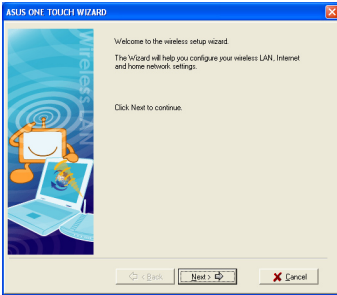 ASUS ONE TOUCH WIZARD
Wireless LAN
Welcome to the wireless setup wizard.
The Wizard will help you configure your wireless LAN, Internet
and home network settings.
Click Next to continue.
< Back
Next >
Cancel